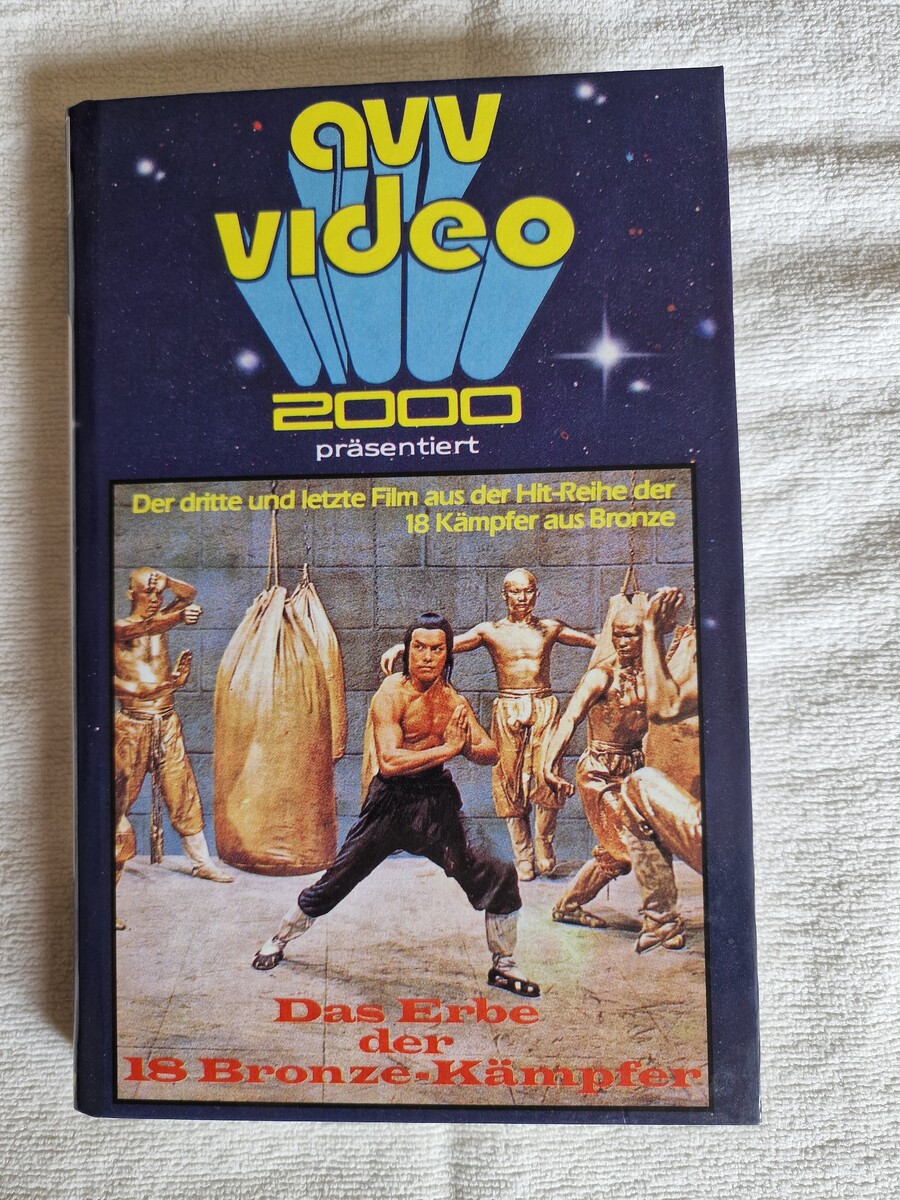 avv
video
2000
präsentiert
Der dritte und letzte Film aus der Hit-Reihe der
18 Kämpfer aus Bronze
Das Erbe
der
18 Bronze-Kämpfer